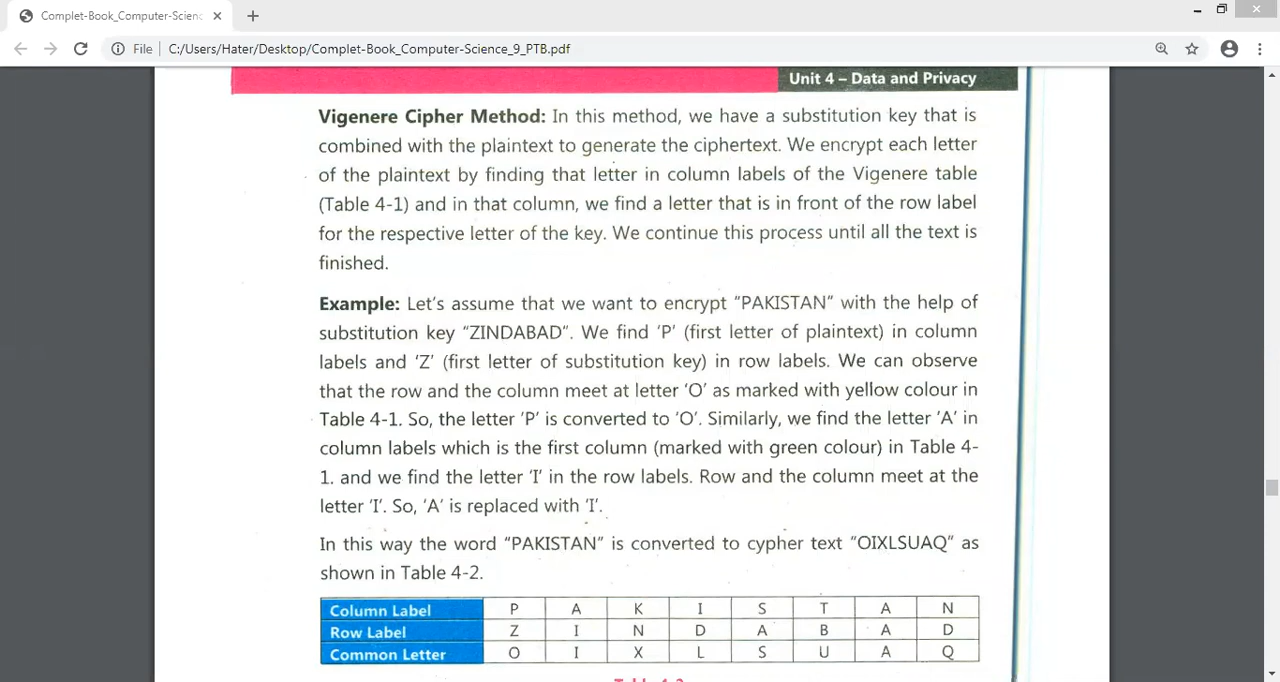 Complet-Book_Computer-Scienc
File C:/Users/Hater/Desktop/Complet-Book_Computer-Science_9_PTB.pdf
Unit 4 – Data and Privacy
Vigenere Cipher Method: In this method, we have a substitution key that is
combined with the plaintext to generate the ciphertext. We encrypt each letter
of the plaintext by finding that letter in column labels of the Vigenere table
(Table 4-1) and in that column, we find a letter that is in front of the row label
for the respective letter of the key. We continue this process until all the text is
finished.
Example: Let's assume that we want to encrypt "PAKISTAN" with the help of
substitution key "ZINDABAD". We find 'P' (first letter of plaintext) in column
labels and 'Z' (first letter of substitution key) in row labels. We can observe
that the row and the column meet at letter 'O' as marked with yellow colour in
Table 4-1. So, the letter 'P' is converted to 'O'. Similarly, we find the letter 'A' in
column labels which is the first column (marked with green colour) in Table 4-
1. and we find the letter 'I' in the row labels. Row and the column meet at the
letter 'I'. So, 'A' is replaced with 'I'.
In this way the word "PAKISTAN" is converted to cypher text "OIXLSUAQ" as
shown in Table 4-2.
Column Label P A K I S T A N
Row Label Z I N D A B A D
Common Letter O I X L S U A Q